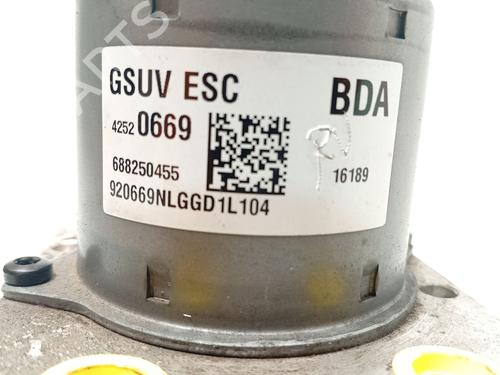 GSUV ESC
BDA
4252 0669
688250455
16189
920669NLGGD1L104